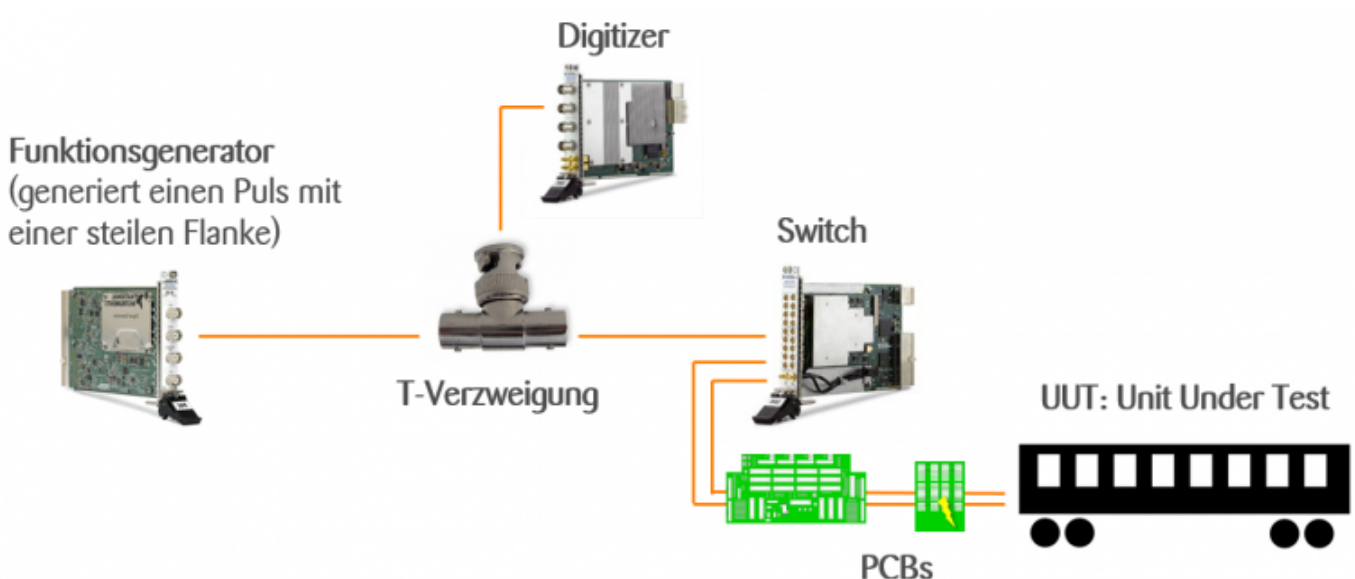 Digitizer
Funktionsgenerator
(generiert einen Puls mit
einer steilen Flanke)
Switch
T-Verzweigung
UUT: Unit Under Test
PCBs